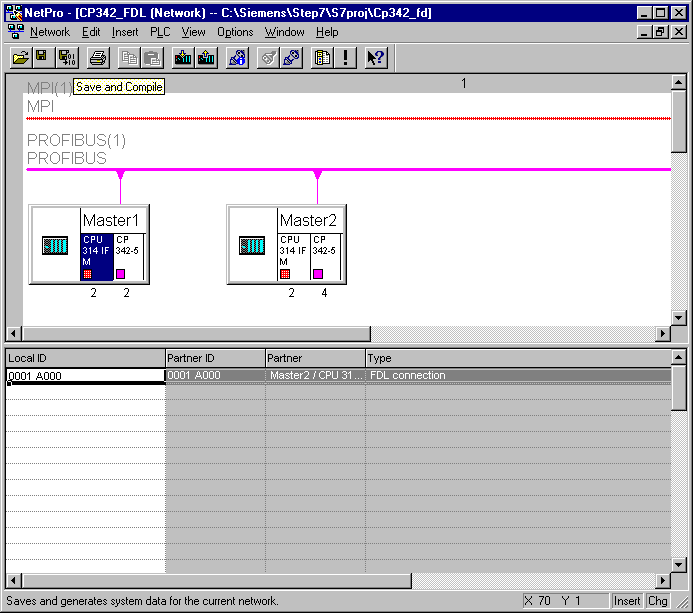 NetPro - [CP342_FDL (Network) -- C:\Siemens\Step7\S7proj\Cp342_fd]
Network Edit Insert PLC View Options Window Help
MPI(1)
Save and Compile
1
MPI
PROFIBUS(1)
PROFIBUS
Master1
CPU 314 IF M
CP 342-5
2 2
Master2
CPU 314 IF M
CP 342-5
2 4
Local ID Partner ID Partner Type
0001 A000 0001 A000 Master2 / CPU 31... FDL connection
Saves and generates system data for the current network. X 70 Y 1 Insert Chg